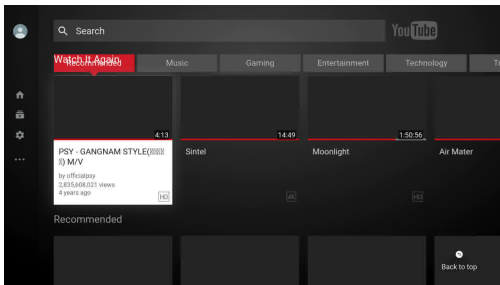 Search
YouTube
Watch It Again
Recommended
Music
Gaming
Entertainment
Technology
4:13
14:49
1:50:56
PSY - GANGNAM STYLE(
) M/V
by officialpsy
2,835,608,021 views
4 years ago
HD
Sintel
4K
Moonlight
HD
Air Mater
Recommended
Back to top